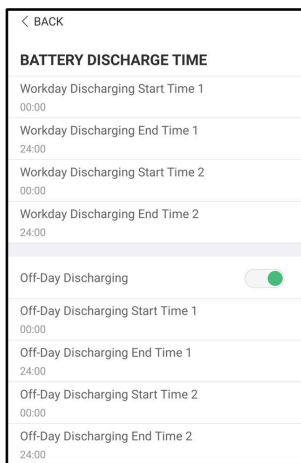 < BACK
BATTERY DISCHARGE TIME
Workday Discharging Start Time 1
00:00
Workday Discharging End Time 1
24:00
Workday Discharging Start Time 2
00:00
Workday Discharging End Time 2
24:00
Off-Day Discharging
Off-Day Discharging Start Time 1
00:00
Off-Day Discharging End Time 1
24:00
Off-Day Discharging Start Time 2
00:00
Off-Day Discharging End Time 2
24:00